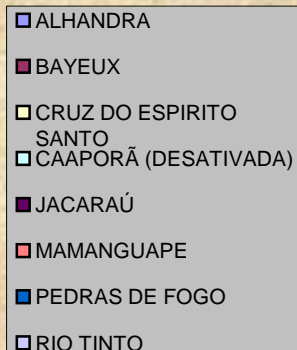 ALHANDRA
BAYEUX
CRUZ DO ESPIRITO
SANTO
CAAPORÃ (DESATIVADA)
JACARAÚ
MAMANGUAPE
PEDRAS DE FOGO
RIO TINTO